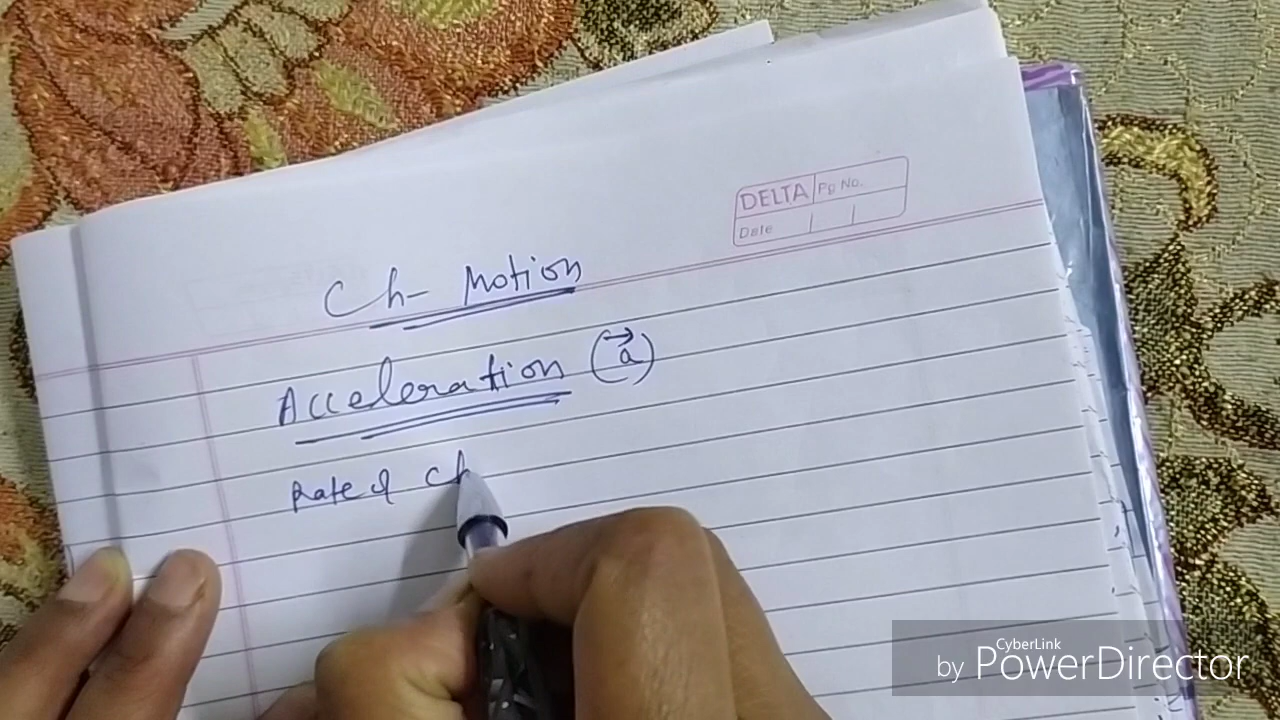 DELTA Pg No.
Date
Ch- Motion
Acceleration (a⃗)
Rate of ch
CyberLink
by PowerDirector